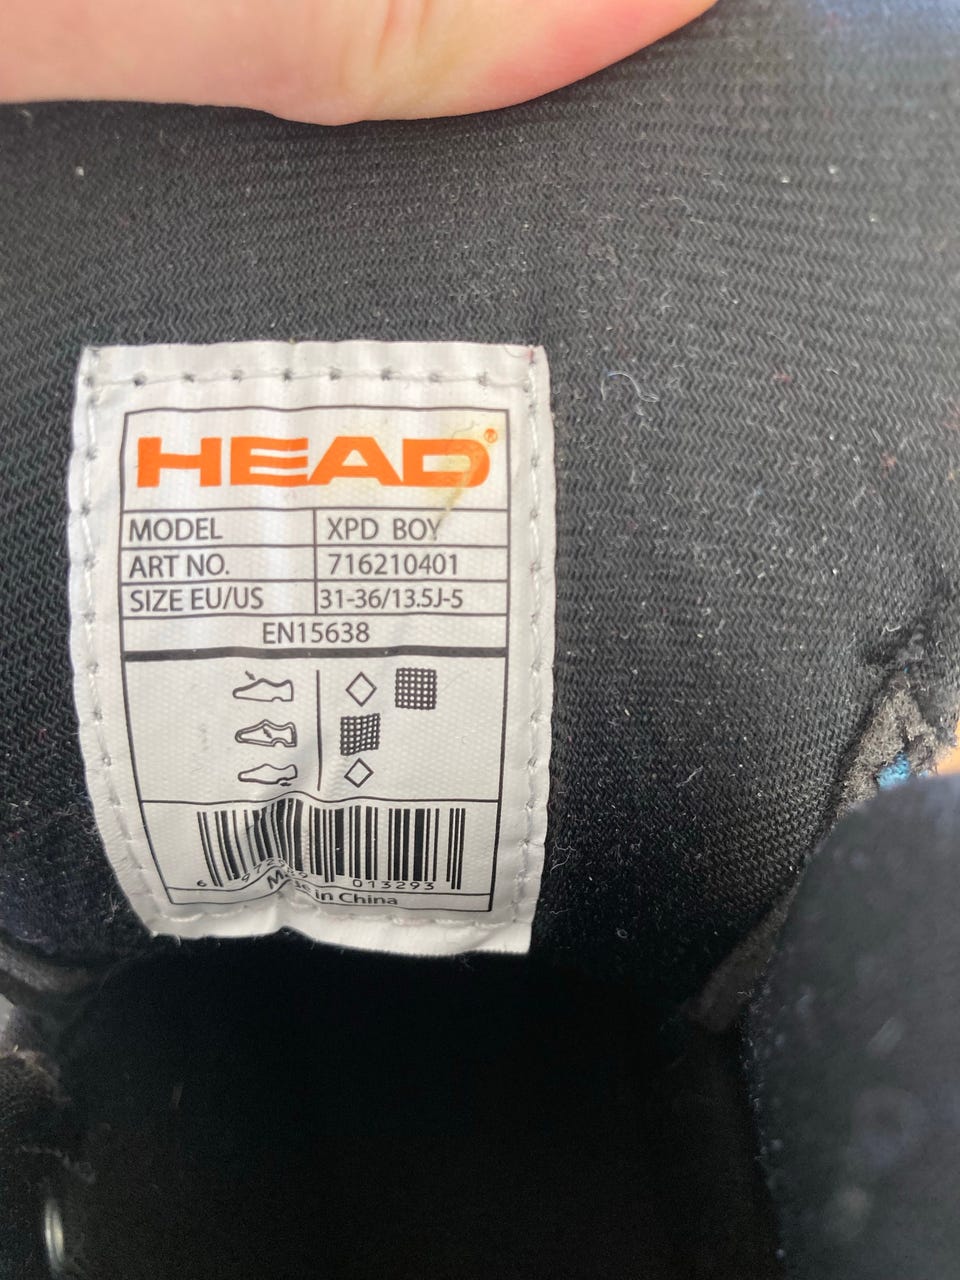 HEAD®
MODEL XPD BOY
ART NO. 716210401
SIZE EU/US 31-36/13.5J-5
EN15638
6 013293
in China